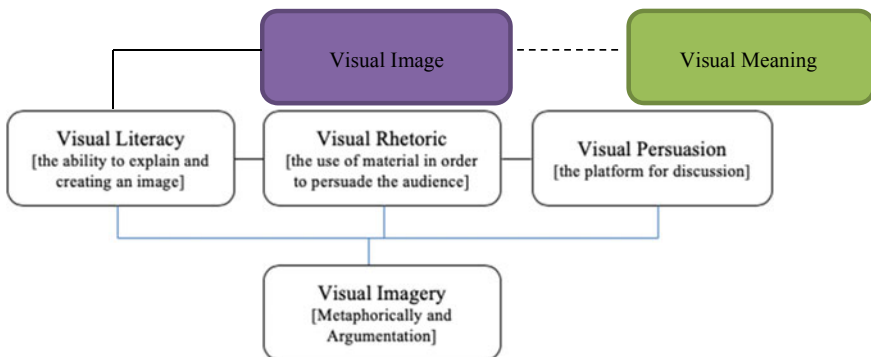 Visual Image
Visual Meaning
Visual Literacy
[the ability to explain and
creating an image]
Visual Rhetoric
[the use of material in order
to persuade the audience]
Visual Persuasion
[the platform for discussion]
Visual Imagery
[Metaphorically and
Argumentation]